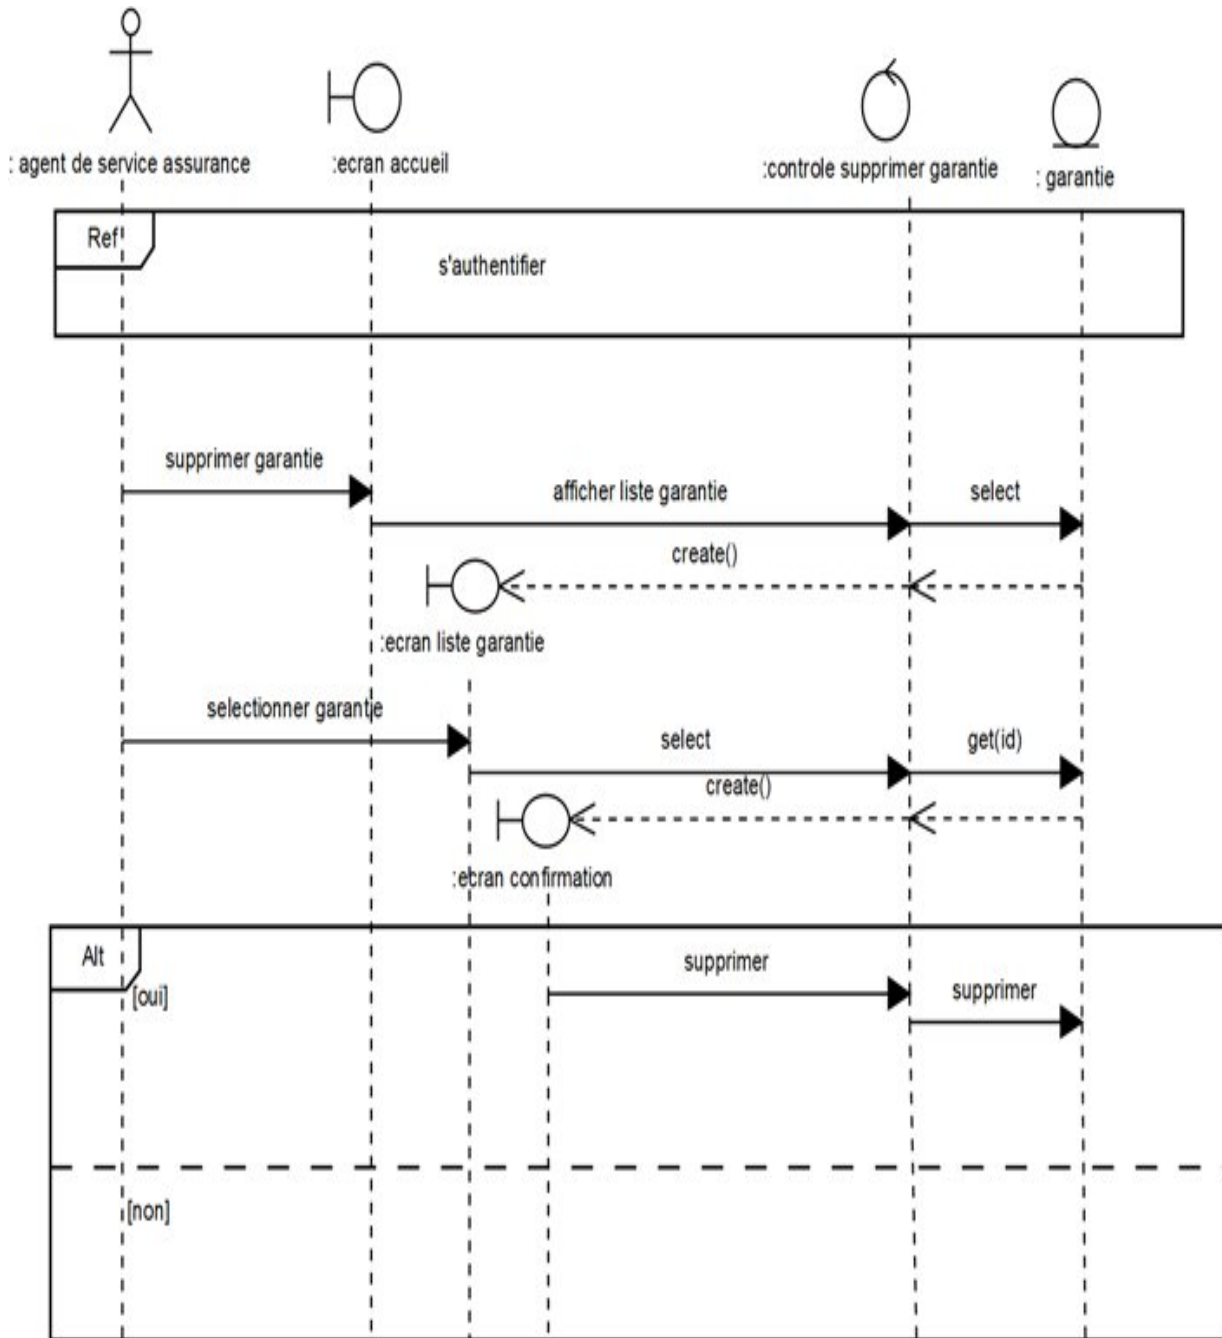 : agent de service assurance
:ecran accueil
:controle supprimer garantie
: garantie
Ref
s'authentifier
supprimer garantie
afficher liste garantie
select
create()
:ecran liste garantie
selectionner garantie
select
get(id)
create()
:ecran confirmation
Alt
[oui]
supprimer
supprimer
[non]